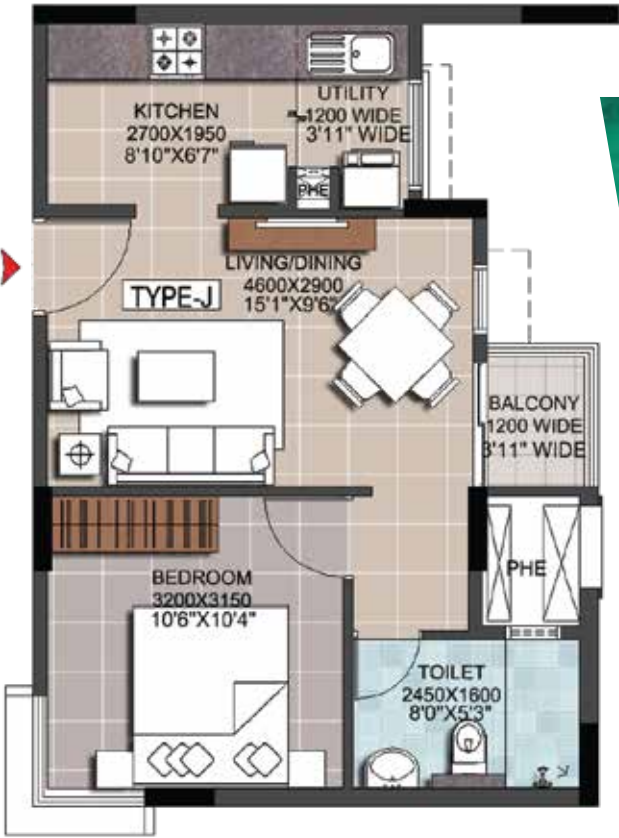 KITCHEN
2700X1950
8'10"X6'7"
UTILITY
1200 WIDE
3'11" WIDE
PHE
LIVING/DINING
4600X2900
15'1"X9'6"
TYPE-J
BALCONY
1200 WIDE
3'11" WIDE
BEDROOM
3200X3150
10'6"X10'4"
PHE
TOILET
2450X1600
8'0"X5'3"